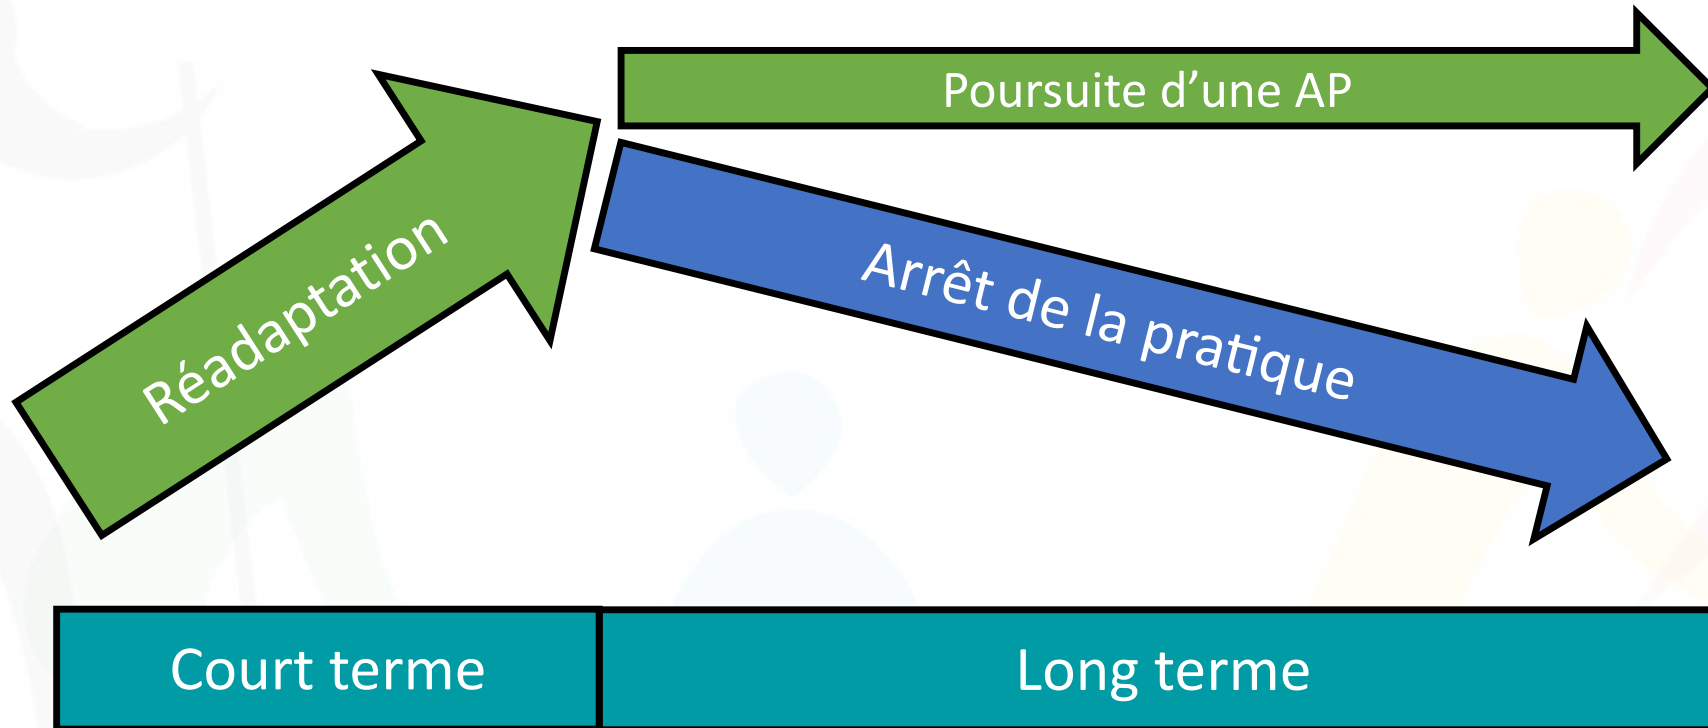 Poursuite d’une AP
Réadaptation
Arrêt de la pratique
Court terme
Long terme